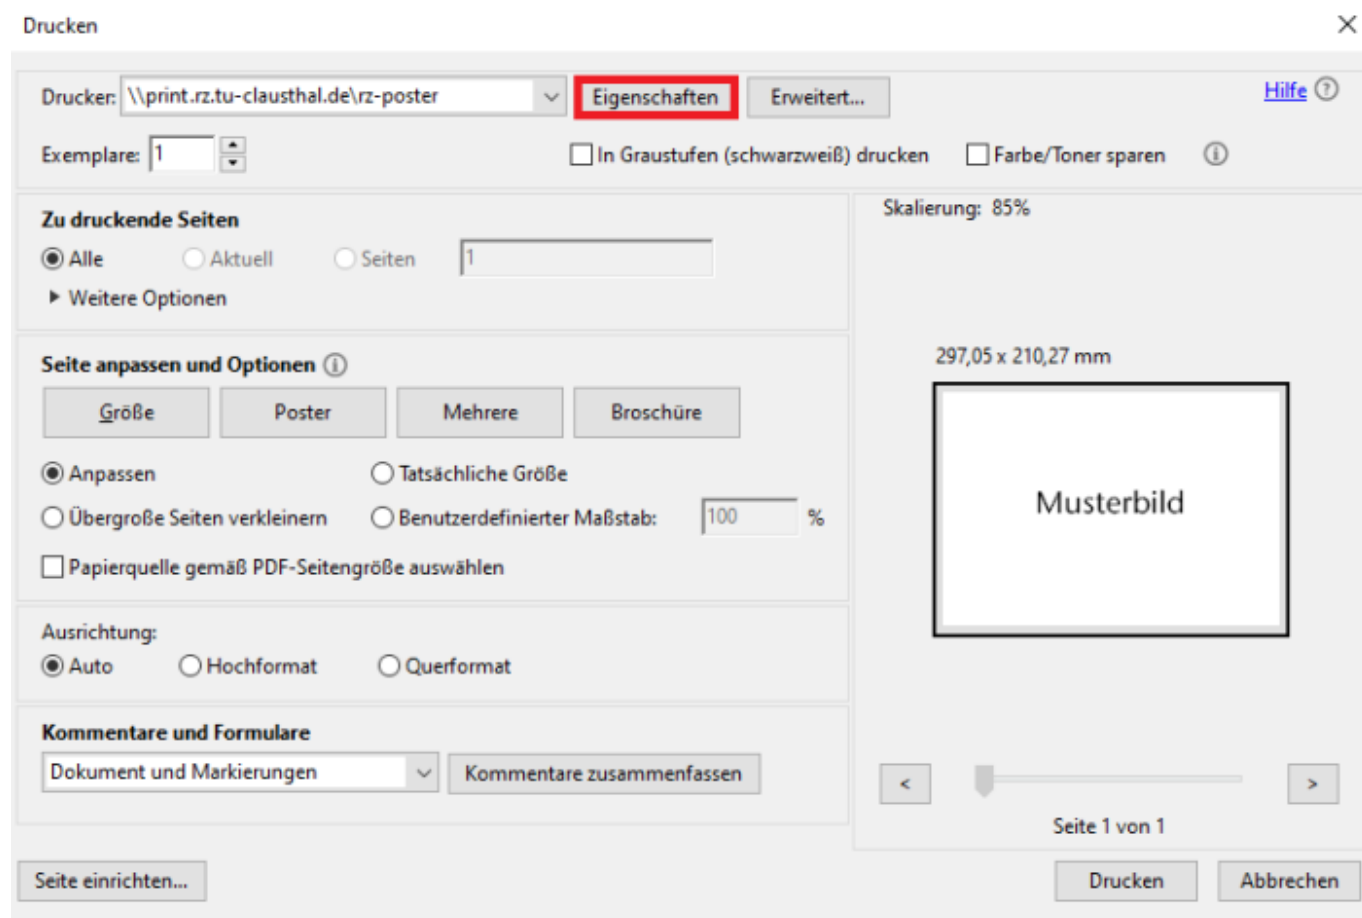 Drucken
Drucker: \\print.rz.tu-clausthal.de\rz-poster Eigenschaften Erweitert... Hilfe
Exemplare: 1 In Graustufen (schwarzweiß) drucken Farbe/Toner sparen
Zu druckende Seiten
Alle Aktuell Seiten 1
Weitere Optionen
Seite anpassen und Optionen
Größe Poster Mehrere Broschüre
Anpassen Tatsächliche Größe
Übergroße Seiten verkleinern Benutzerdefinierter Maßstab: 100 %
Papierquelle gemäß PDF-Seitengröße auswählen
Ausrichtung:
Auto Hochformat Querformat
Kommentare und Formulare
Dokument und Markierungen Kommentare zusammenfassen
Skalierung: 85%
297,05 x 210,27 mm
Musterbild
< >
Seite 1 von 1
Seite einrichten... Drucken Abbrechen